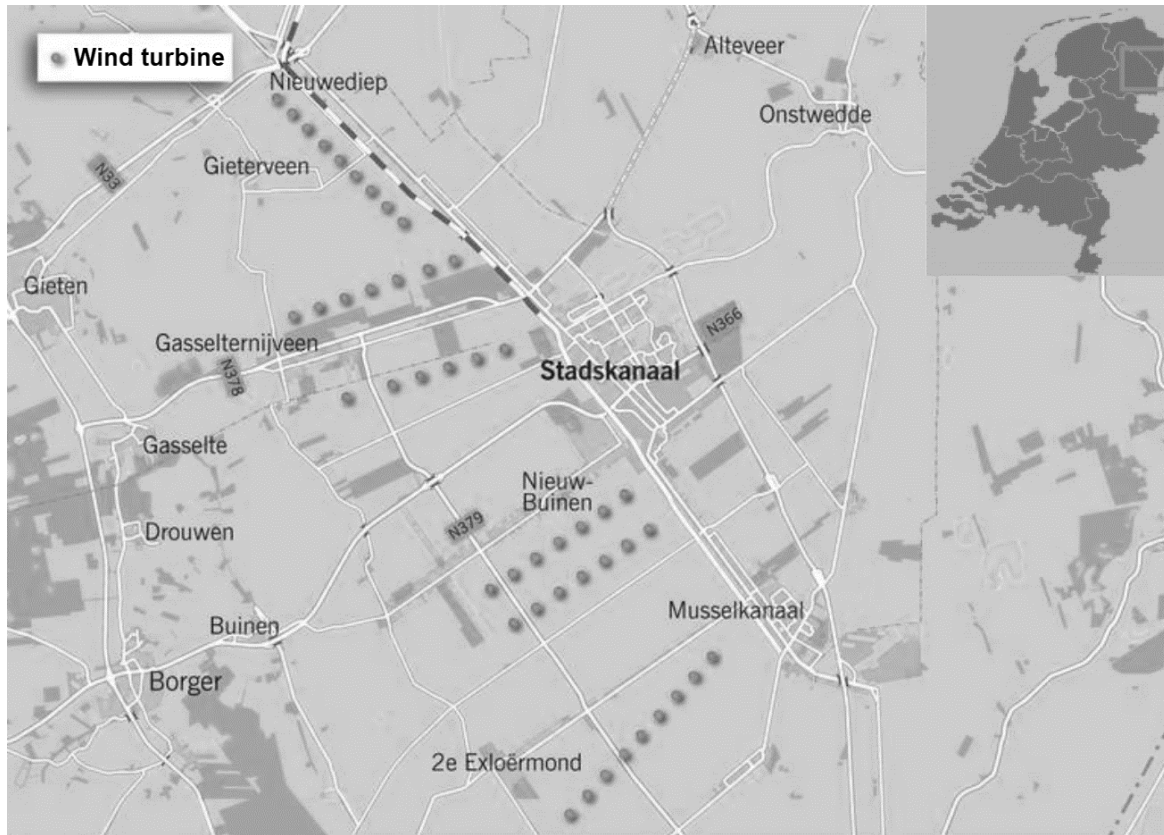 Wind turbine
Alteveer
Nieuwediep
Onstwedde
Gieterveen
N33
Gieten
N366
Gasselternijveen
N378
Stadskanaal
Gasselte
Nieuw-
Buinen
N379
Drouwen
Musselkanaal
Buinen
Borger
2e Exloërmond